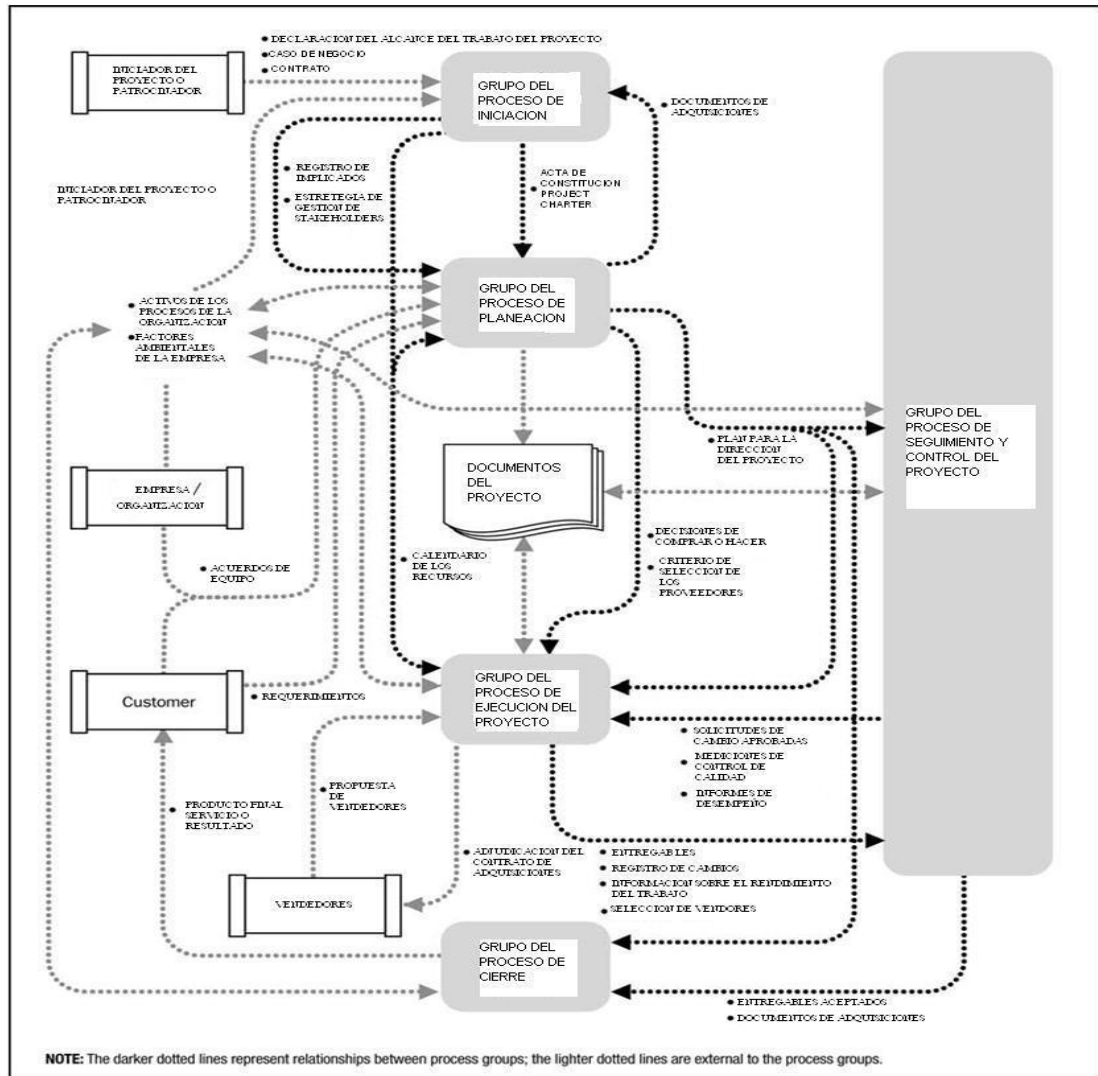 DECLARACION DEL ALCANCE DEL TRABAJO DEL PROYECTO
CASO DE NEGOCIO
CONTRATO
INICIADOR DEL
PROYECTO O
PATROCINADOR
GRUPO DEL
PROCESO DE
INICIACION
DOCUMENTOS DE
ADQUISICIONES
REGISTRO DE
IMPLICADOS
ESTRETEGIA DE
GESTION DE
STAKEHOLDERS
ACTA DE
CONSTITUCION
PROJECT
CHARTER
INICIADOR DEL PROYECTO O
PATROCINADOR
GRUPO DEL
PROCESO DE
PLANEACION
ACTIVOS DE LOS
PROCESOS DE LA
ORGANIZACION
FACTORES
AMBIENTALES
DE LA EMPRESA
GRUPO DEL
PROCESO DE
SEGUIMIENTO Y
CONTROL DEL
PROYECTO
PLAN PARA LA
DIRECCION
DEL PROYECTO
DOCUMENTOS
DEL
PROYECTO
EMPRESA /
ORGANIZACION
DECISIONES DE
COMPRAR O HACER
CRITERIO DE
SELECCION DE
LOS
PROVEEDORES
CALENDARIO
DE LOS
RECURSOS
ACUERDOS DE
EQUIPO
Customer
REQUERIMIENTOS
GRUPO DEL
PROCESO DE
EJECUCION DEL
PROYECTO
SOLICITUDES DE
CAMBIO APROBADAS
MEDICIONES DE
CONTROL DE
CALIDAD
INFORMES DE
DESEMPEÑO
PROPUESTA
DE
VENDEDORES
PRODUCTO FINAL
SERVICIO O
RESULTADO
ADJUDICACION DEL
CONTRATO DE
ADQUISICIONES
ENTREGABLES
REGISTRO DE CAMBIOS
INFORMACION SOBRE EL RENDIMIENTO
DEL TRABAJO
SELECCION DE VENDORES
VENDEDORES
GRUPO DEL
PROCESO DE
CIERRE
ENTREGABLES ACEPTADOS
DOCUMENTOS DE ADQUISICIONES
NOTE: The darker dotted lines represent relationships between process groups; the lighter dotted lines are external to the process groups.